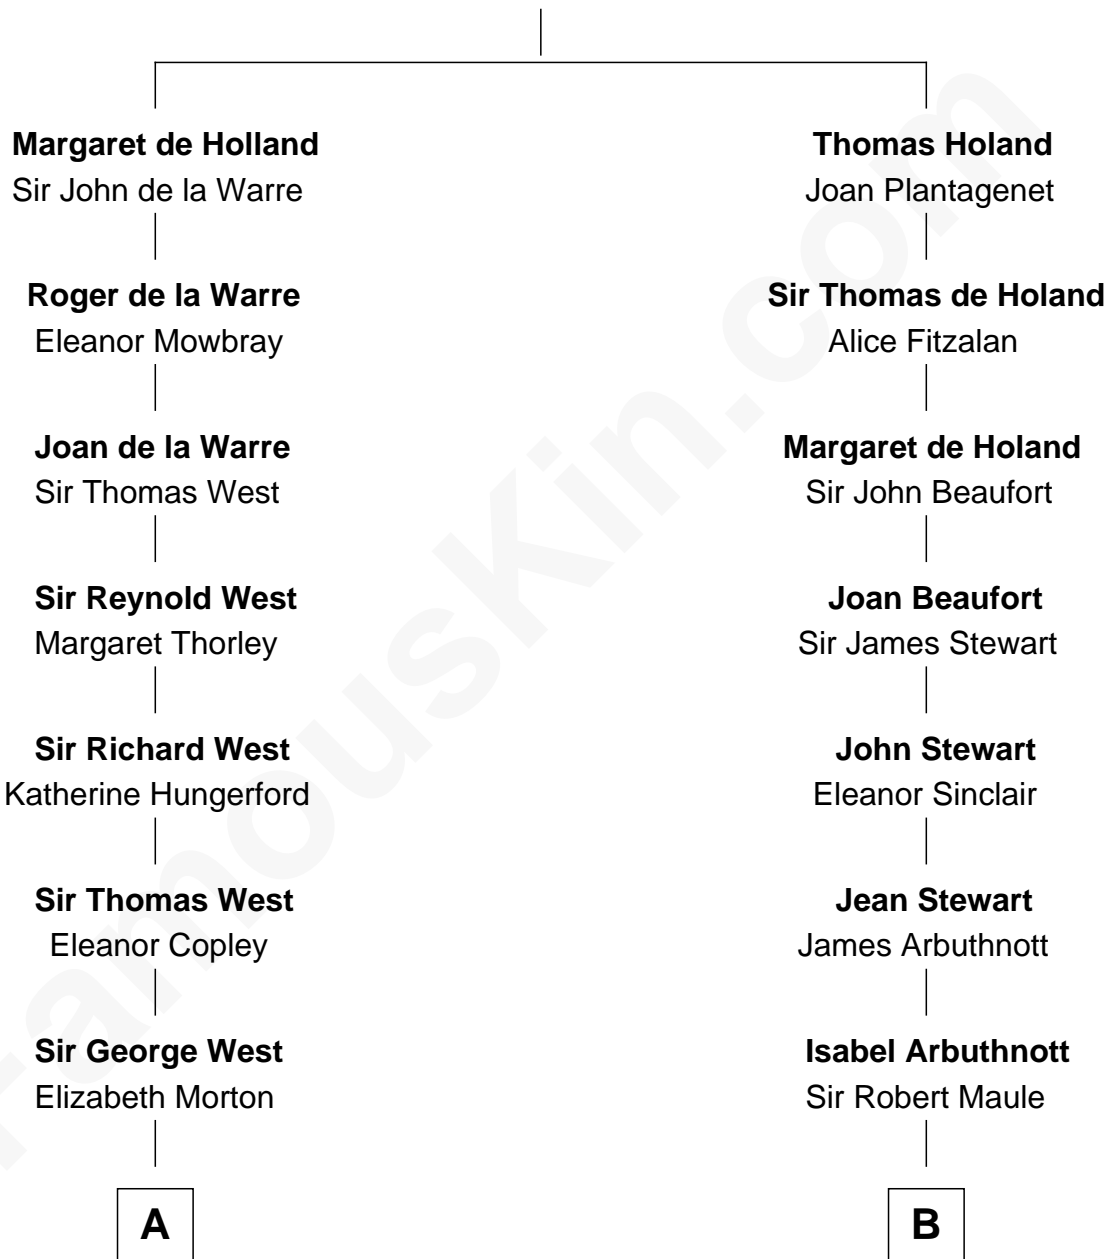 Margaret de Holland
Sir John de la Warre
Roger de la Warre
Eleanor Mowbray
Joan de la Warre
Sir Thomas West
Sir Reynold West
Margaret Thorley
Sir Richard West
Katherine Hungerford
Sir Thomas West
Eleanor Copley
Sir George West
Elizabeth Morton
A
Thomas Holand
Joan Plantagenet
Sir Thomas de Holand
Alice Fitzalan
Margaret de Holand
Sir John Beaufort
Joan Beaufort
Sir James Stewart
John Stewart
Eleanor Sinclair
Jean Stewart
James Arbuthnott
Isabel Arbuthnott
Sir Robert Maule
B
FamousKin.com